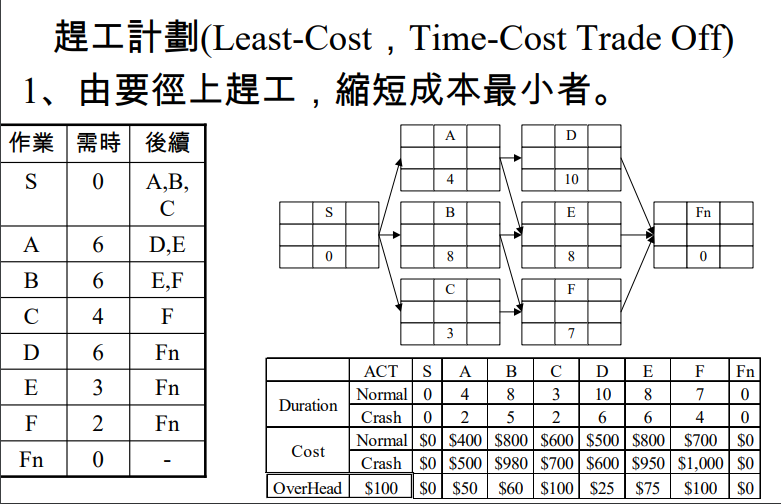 趕工計劃(Least-Cost，Time-Cost Trade Off)
1、由要徑上趕工，縮短成本最小者。
作業 需時 後續
S 0 A,B,
C
A 6 D,E
B 6 E,F
C 4 F
D 6 Fn
E 3 Fn
F 2 Fn
Fn 0 -
A D
4 10
S B E Fn
0 8 8 0
C F
3 7
ACT S A B C D E F Fn
Duration
Normal 0 4 8 3 10 8 7 0
Crash 0 2 5 2 6 6 4 0
Cost
Normal $0 $400 $800 $600 $500 $800 $700 $0
Crash $0 $500 $980 $700 $600 $950 $1,000 $0
OverHead $100 $0 $50 $60 $100 $25 $75 $100 $0